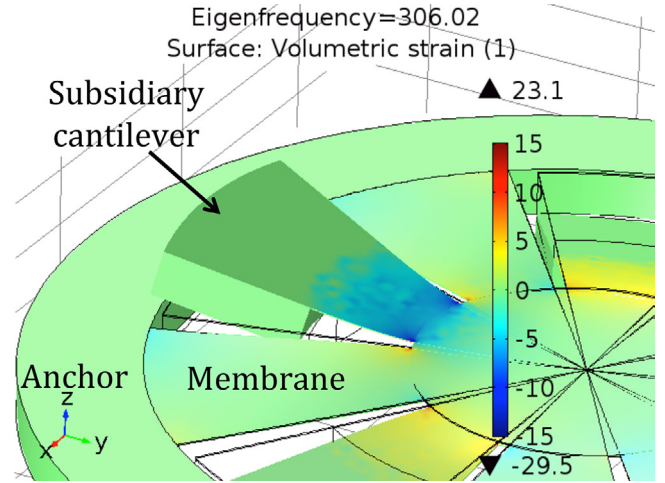 Eigenfrequency=306.02
Surface: Volumetric strain (1)
Subsidiary
cantilever
23.1
15
10
5
0
-5
-10
-15
-29.5
Anchor
Membrane
z
x
y